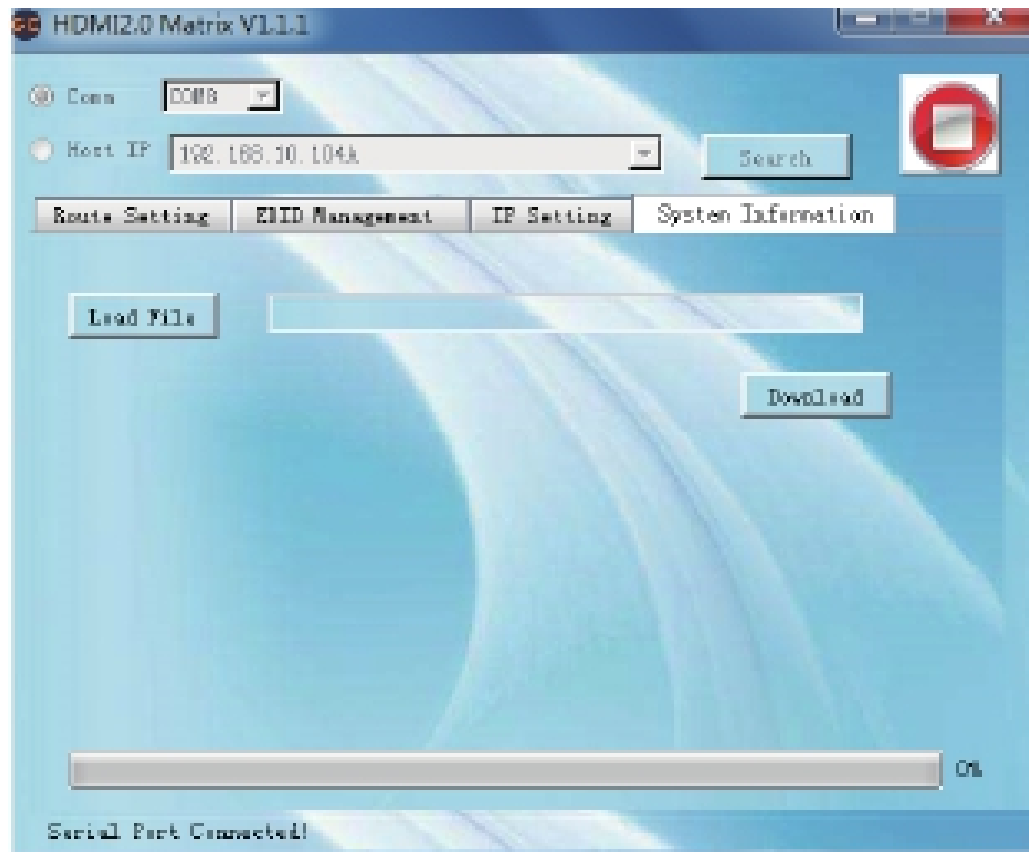 HDMI2.0 Matrix V1.1.1
Comm
Host IP 192.168.10.104A Search
Route Setting EDID Management IP Setting System Information
Load File
Download
0%
Serial Port Connected!